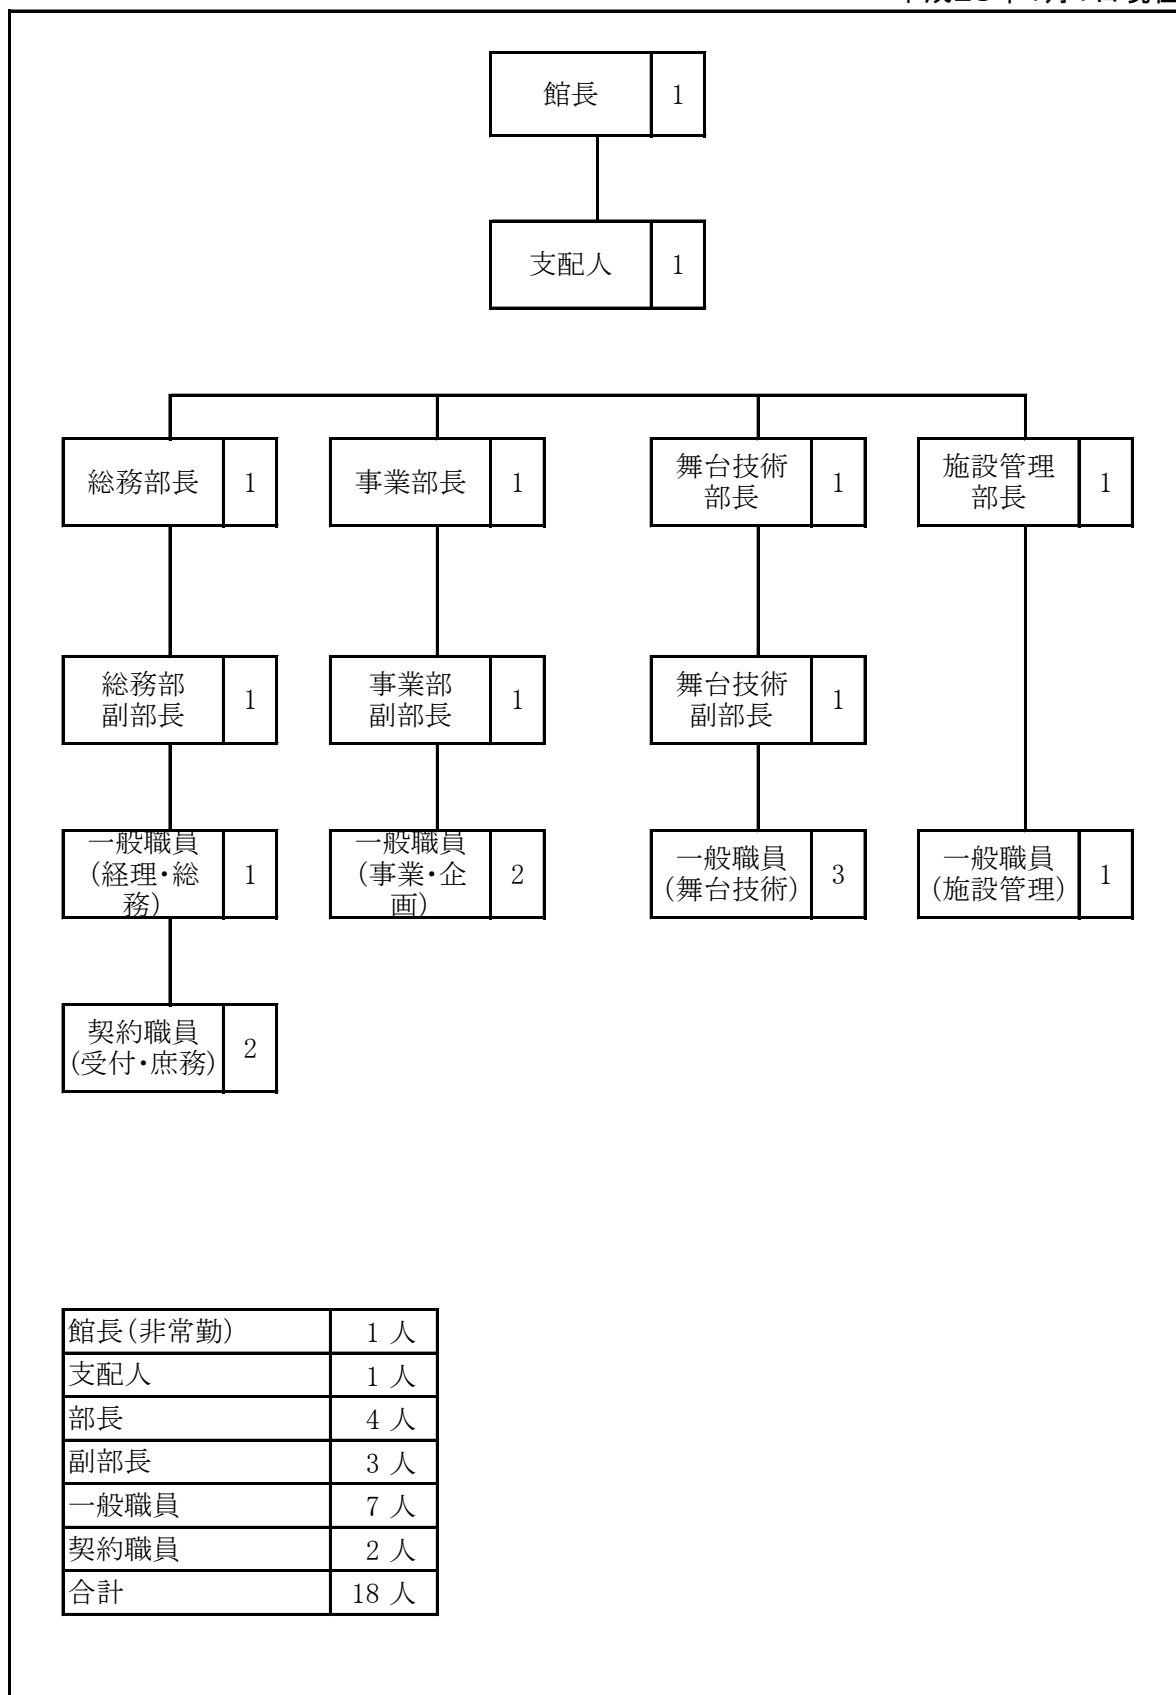 館長 1
支配人 1
総務部長 1
事業部長 1
舞台技術
部長 1
施設管理
部長 1
総務部
副部長 1
事業部
副部長 1
舞台技術
副部長 1
一般職員
(経理・総
務) 1
一般職員
(事業・企
画) 2
一般職員
(舞台技術) 3
一般職員
(施設管理) 1
契約職員
(受付・庶務) 2
館長(非常勤) 1 人
支配人 1 人
部長 4 人
副部長 3 人
一般職員 7 人
契約職員 2 人
合計 18 人